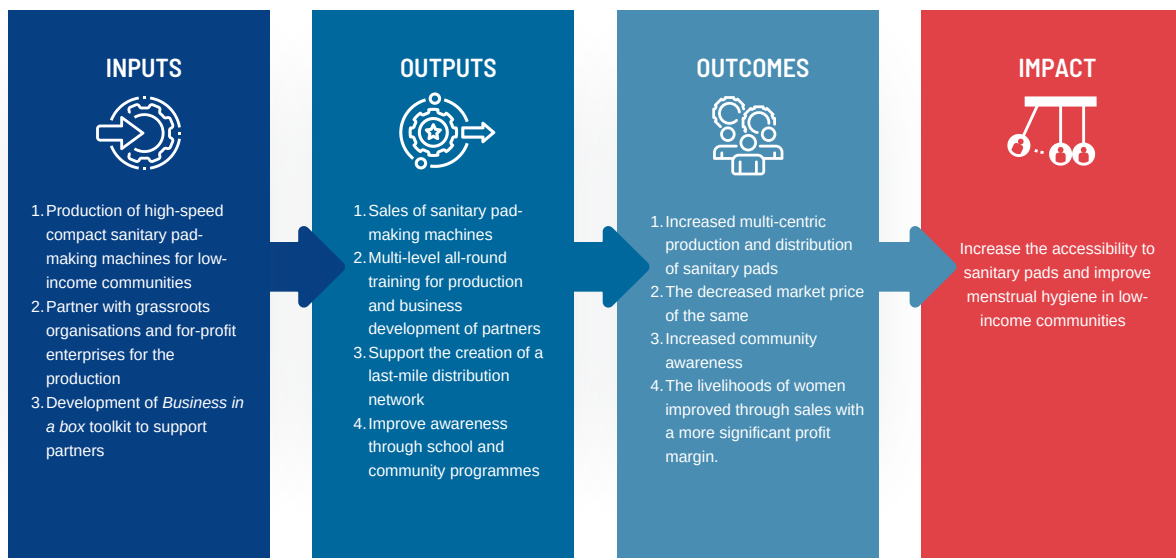 INPUTS
1. Production of high-speed
compact sanitary pad-
making machines for low-
income communities
2. Partner with grassroots
organisations and for-profit
enterprises for the
production
3. Development of Business in
a box toolkit to support
partners
OUTPUTS
1. Sales of sanitary pad-
making machines
2. Multi-level all-round
training for production
and business
development of partners
3. Support the creation of a
last-mile distribution
network
4. Improve awareness
through school and
community programmes
OUTCOMES
1. Increased multi-centric
production and distribution
of sanitary pads
2. The decreased market price
of the same
3. Increased community
awareness
4. The livelihoods of women
improved through sales with
a more significant profit
margin.
IMPACT
Increase the accessibility to
sanitary pads and improve
menstrual hygiene in low-
income communities